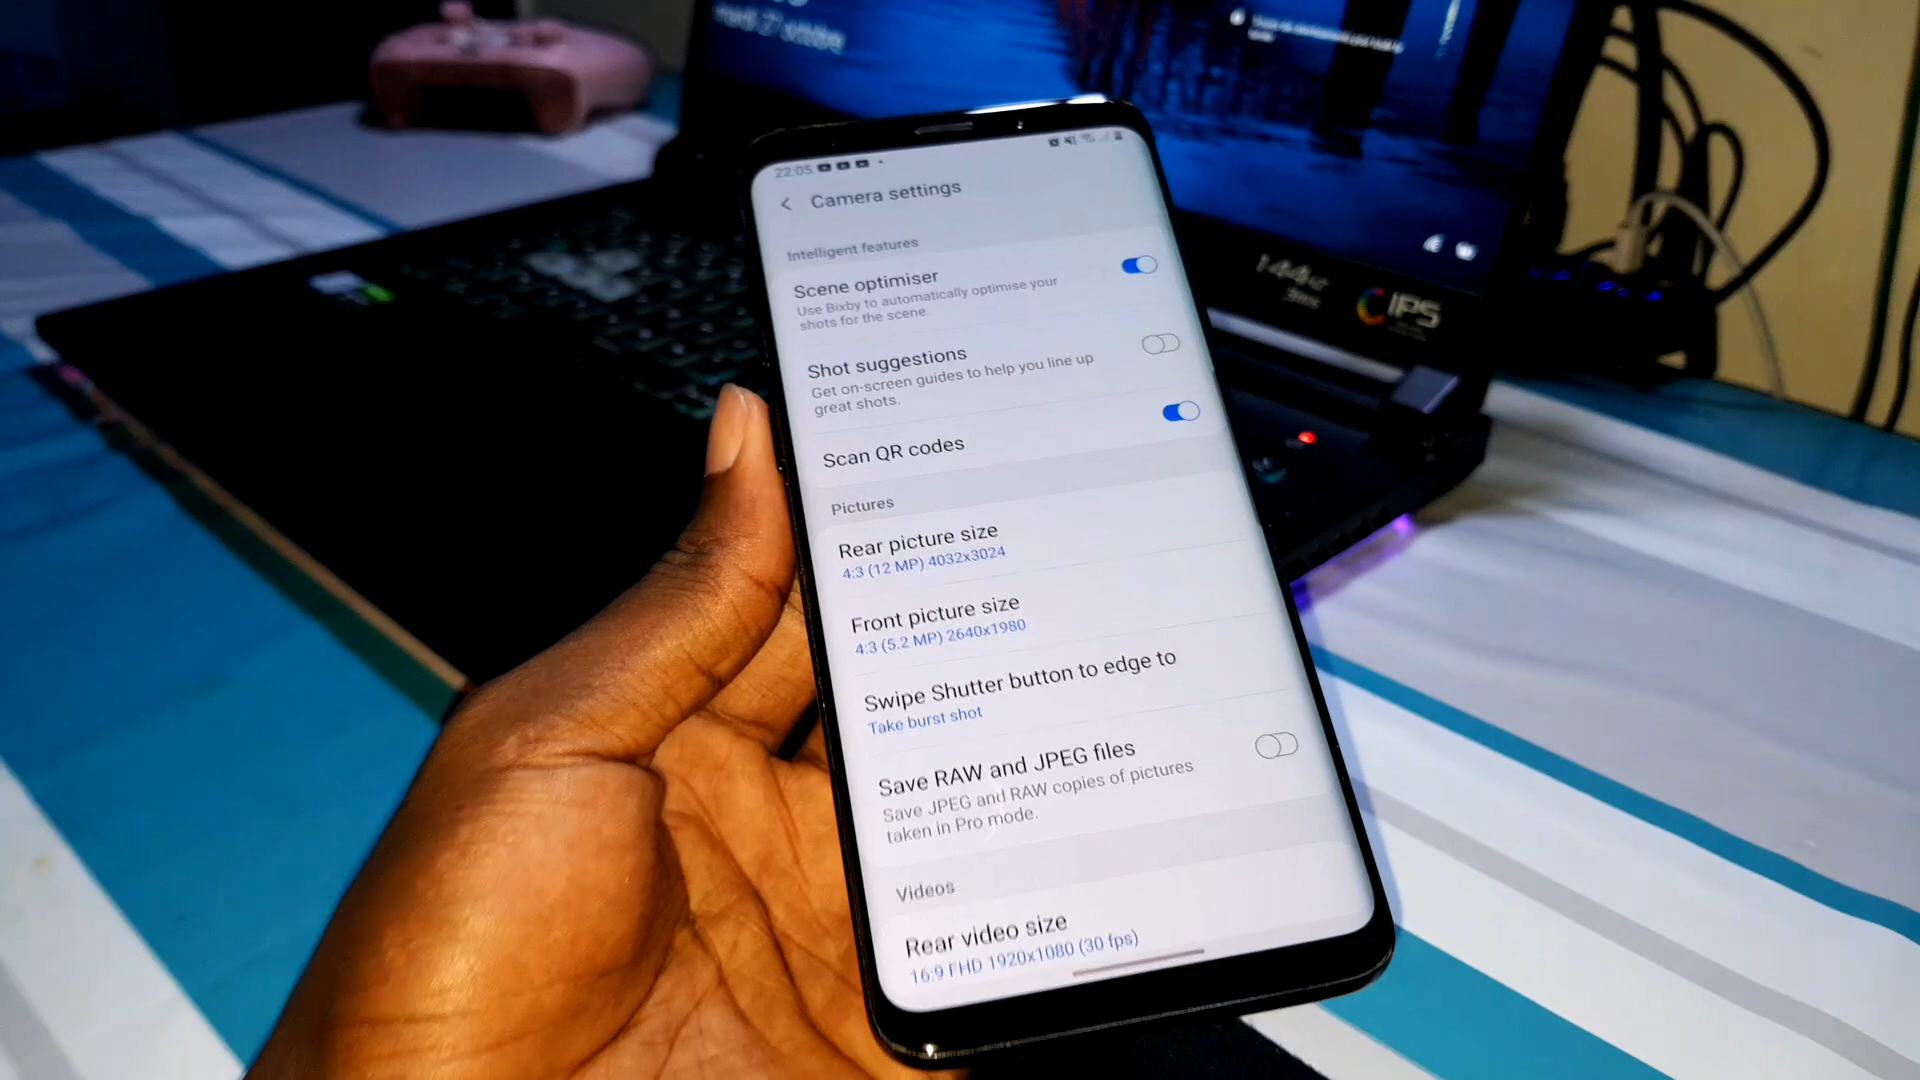 mardi 27 octobre
22:05
Camera settings
Intelligent features
Scene optimiser
Use Bixby to automatically optimise your
shots for the scene.
Shot suggestions
Get on-screen guides to help you line up
great shots.
Scan QR codes
Pictures
Rear picture size
4:3 (12 MP) 4032x3024
Front picture size
4:3 (5.2 MP) 2640x1980
Swipe Shutter button to edge to
Take burst shot
Save RAW and JPEG files
Save JPEG and RAW copies of pictures
taken in Pro mode.
Videos
Rear video size
16:9 FHD 1920x1080 (30 fps)
144Hz
3ms
IPS